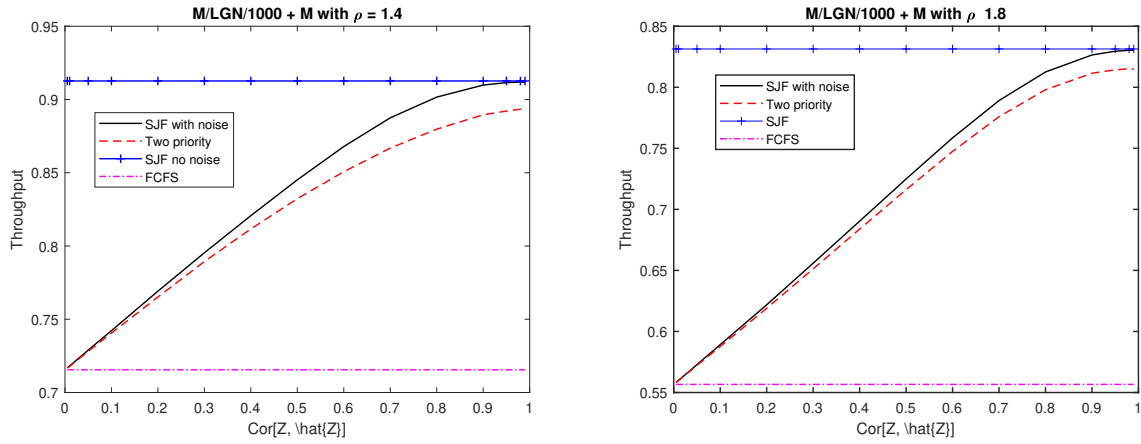 M/LGN/1000 + M with ρ = 1.4
0.95
0.9
0.85
0.8
0.75
0.7
Throughput
SJF with noise
Two priority
SJF no noise
FCFS
0 0.1 0.2 0.3 0.4 0.5 0.6 0.7 0.8 0.9 1
Cor[Z, \hat{Z}]
M/LGN/1000 + M with ρ 1.8
0.85
0.8
0.75
0.7
0.65
0.6
0.55
Throughput
SJF with noise
Two priority
SJF
FCFS
0 0.1 0.2 0.3 0.4 0.5 0.6 0.7 0.8 0.9 1
Cor[Z, \hat{Z}]